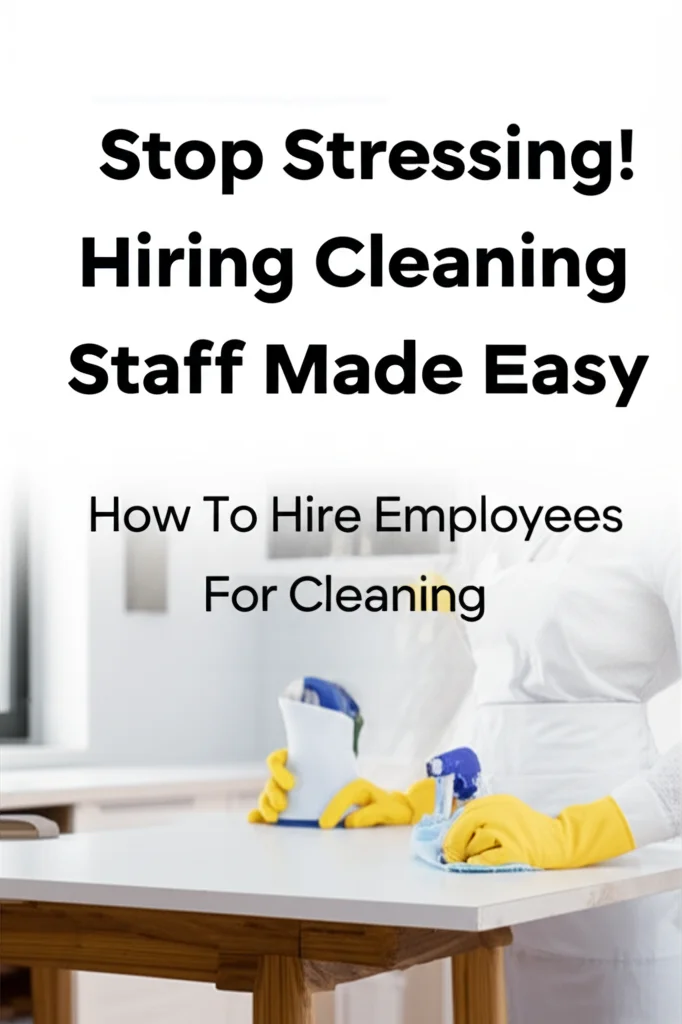 Stop Stressing!
Hiring Cleaning
Staff Made Easy
How To Hire Employees
For Cleaning